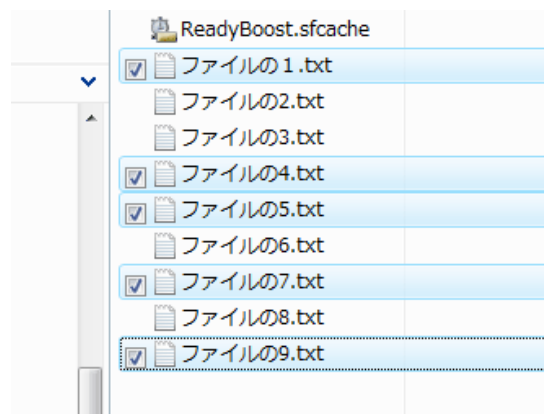 ReadyBoost.sfcache
ファイルの１.txt
ファイルの2.txt
ファイルの3.txt
ファイルの4.txt
ファイルの5.txt
ファイルの6.txt
ファイルの7.txt
ファイルの8.txt
ファイルの9.txt